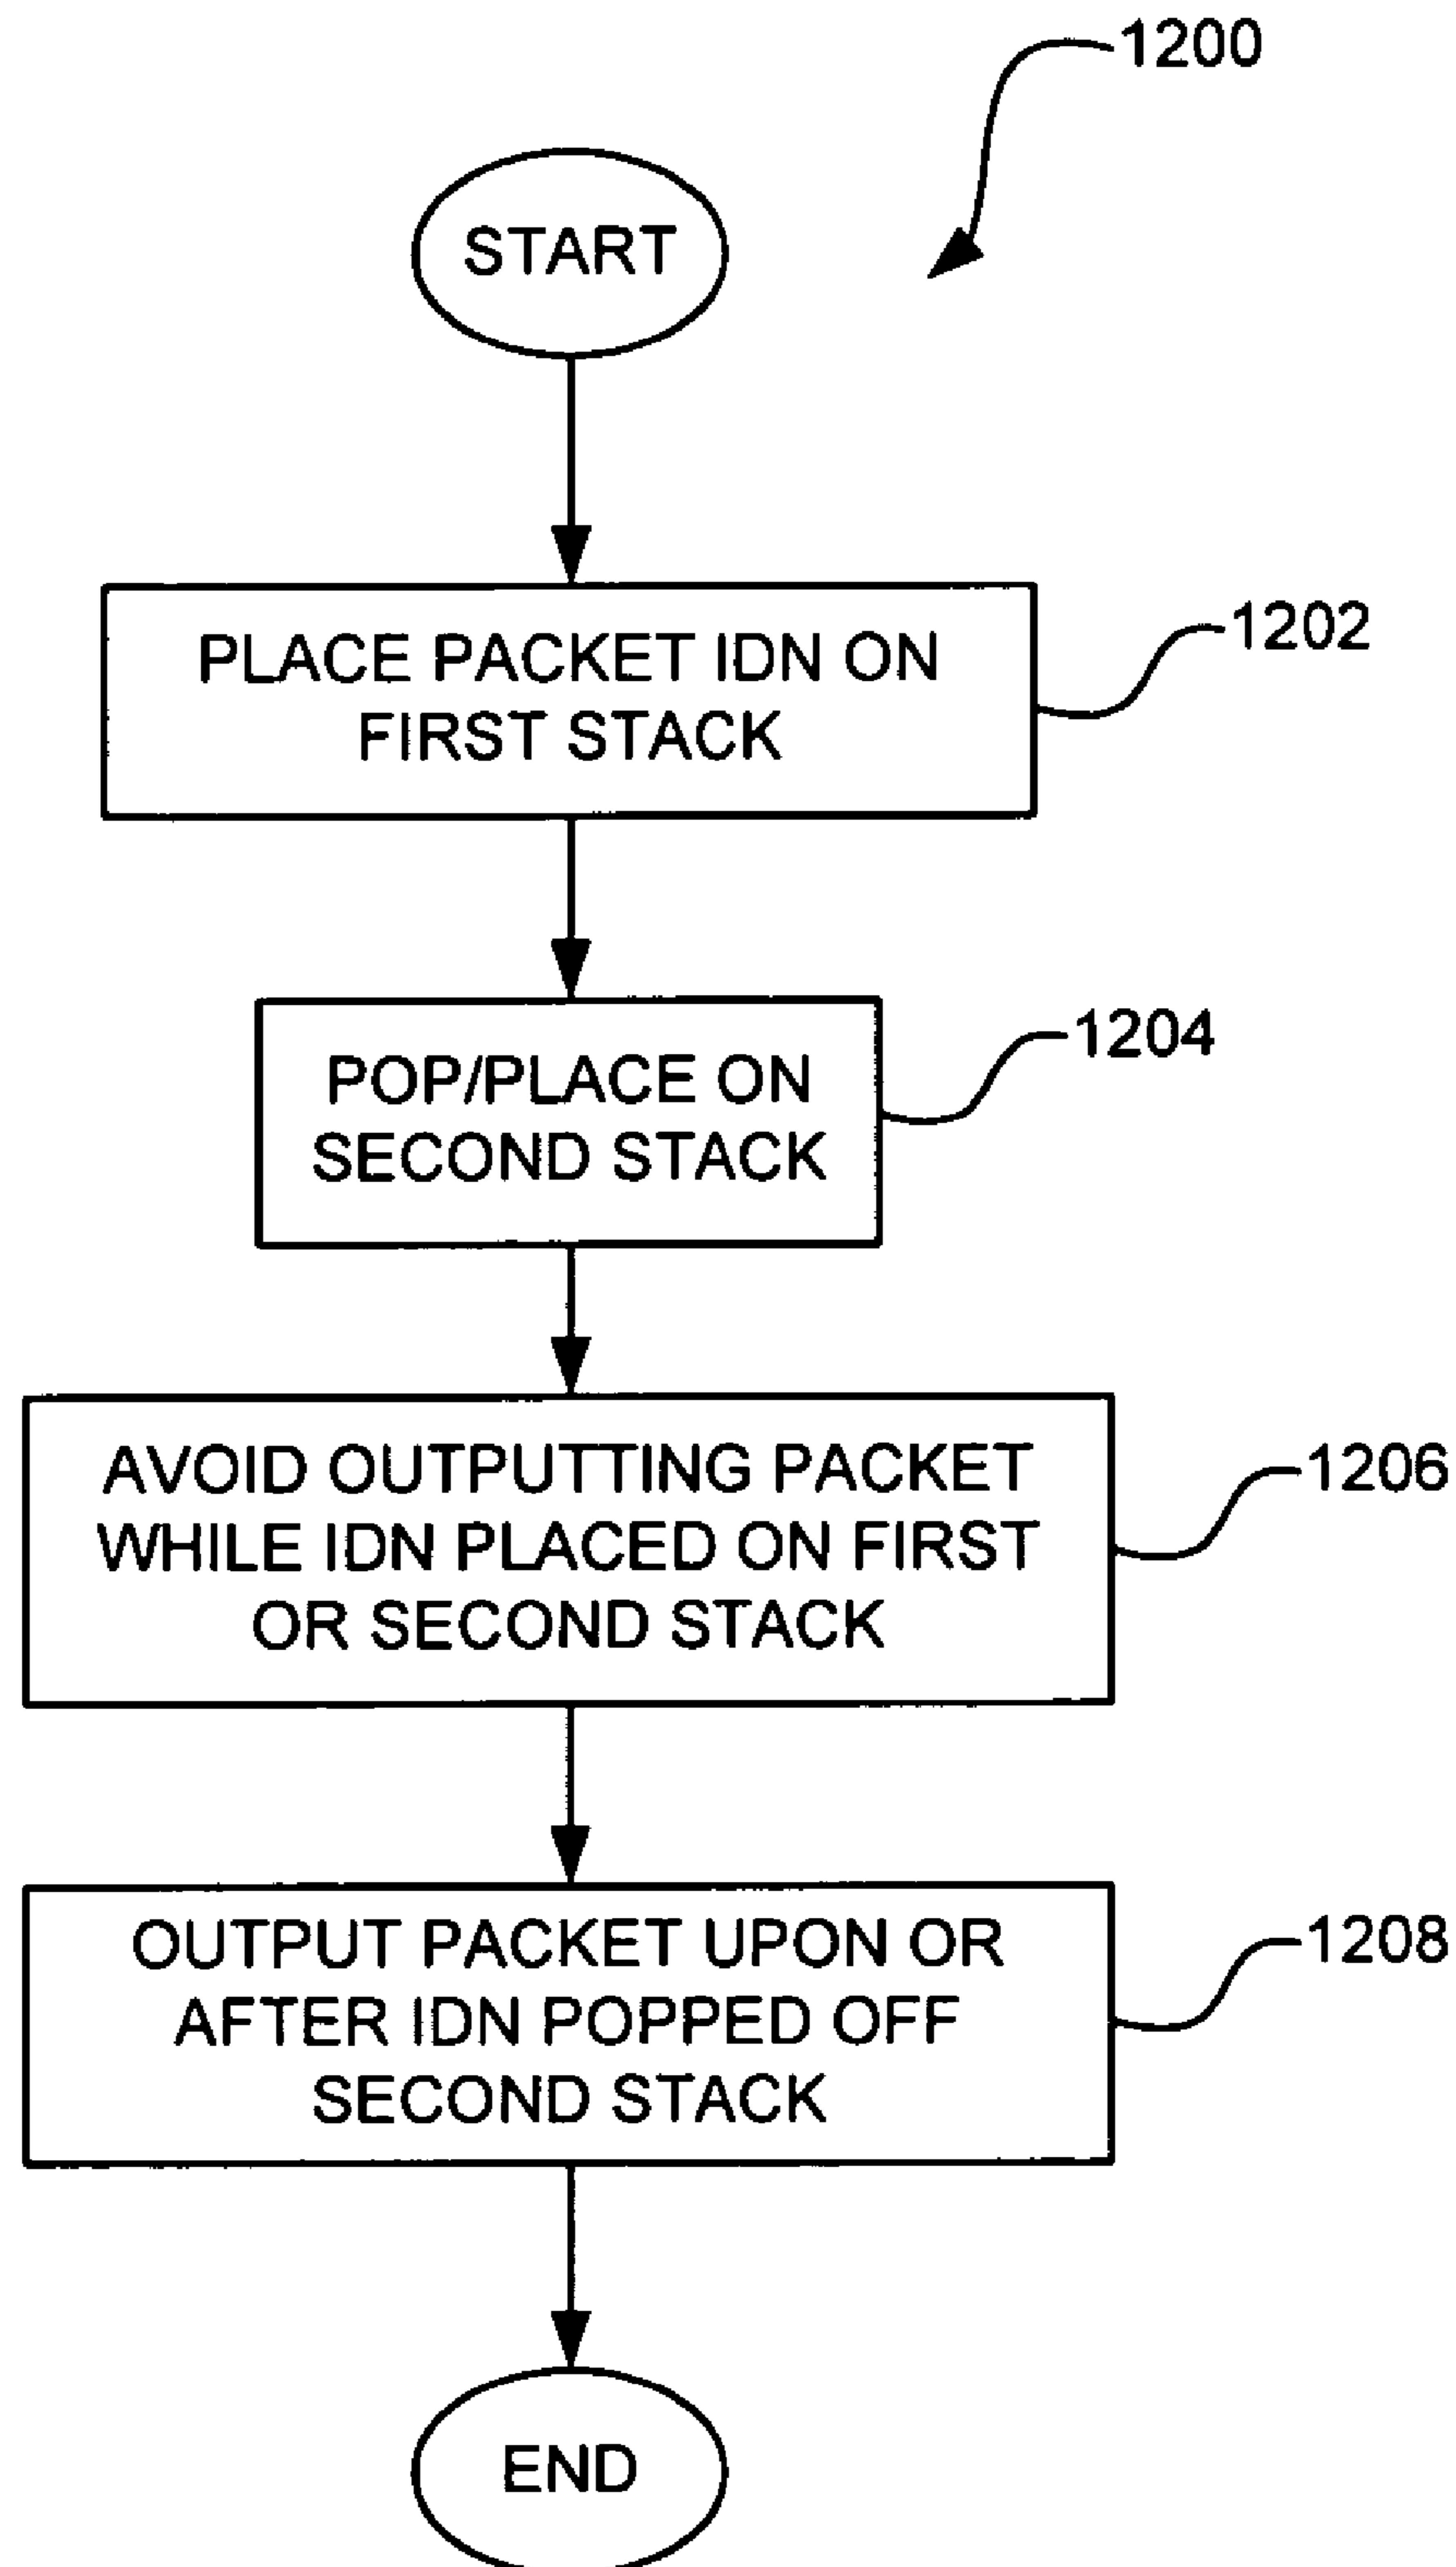 1200
START
PLACE PACKET IDN ON
FIRST STACK
1202
POP/PLACE ON
SECOND STACK
1204
AVOID OUTPUTTING PACKET
WHILE IDN PLACED ON FIRST
OR SECOND STACK
1206
OUTPUT PACKET UPON OR
AFTER IDN POPPED OFF
SECOND STACK
1208
END